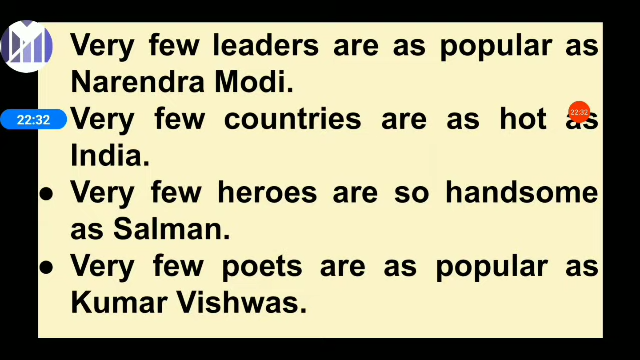 Very few leaders are as popular as
Narendra Modi.
22:32 Very few countries are as hot as 22:32
India.
● Very few heroes are so handsome
as Salman.
● Very few poets are as popular as
Kumar Vishwas.